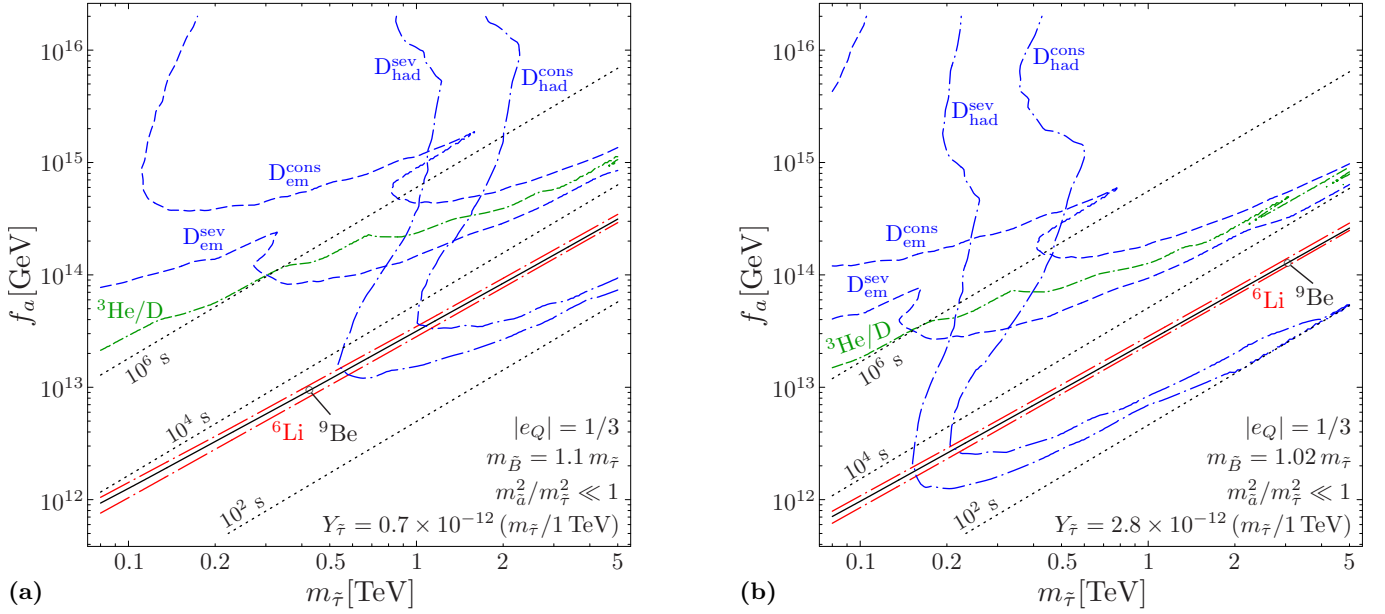 10^16
10^15
10^14
10^13
10^12
f_a [GeV]
D_had^sev
D_had^cons
D_em^cons
D_em^sev
^3He/D
10^6 s
10^4 s
^6Li
^9Be
10^2 s
|e_Q| = 1/3
m_B̃ = 1.1 m_τ̃
m_ã^2/m_τ̃^2 ≪ 1
Y_τ̃ = 0.7 × 10^−12 (m_τ̃/1 TeV)
0.1 0.2 0.5 1 2 5
(a)
m_τ̃ [TeV]
10^16
10^15
10^14
10^13
10^12
f_a [GeV]
D_had^cons
D_had^sev
D_em^cons
D_em^sev
^3He/D
10^6 s
^6Li
^9Be
10^4 s
10^2 s
|e_Q| = 1/3
m_B̃ = 1.02 m_τ̃
m_ã^2/m_τ̃^2 ≪ 1
Y_τ̃ = 2.8 × 10^−12 (m_τ̃/1 TeV)
0.1 0.2 0.5 1 2 5
(b)
m_τ̃ [TeV]